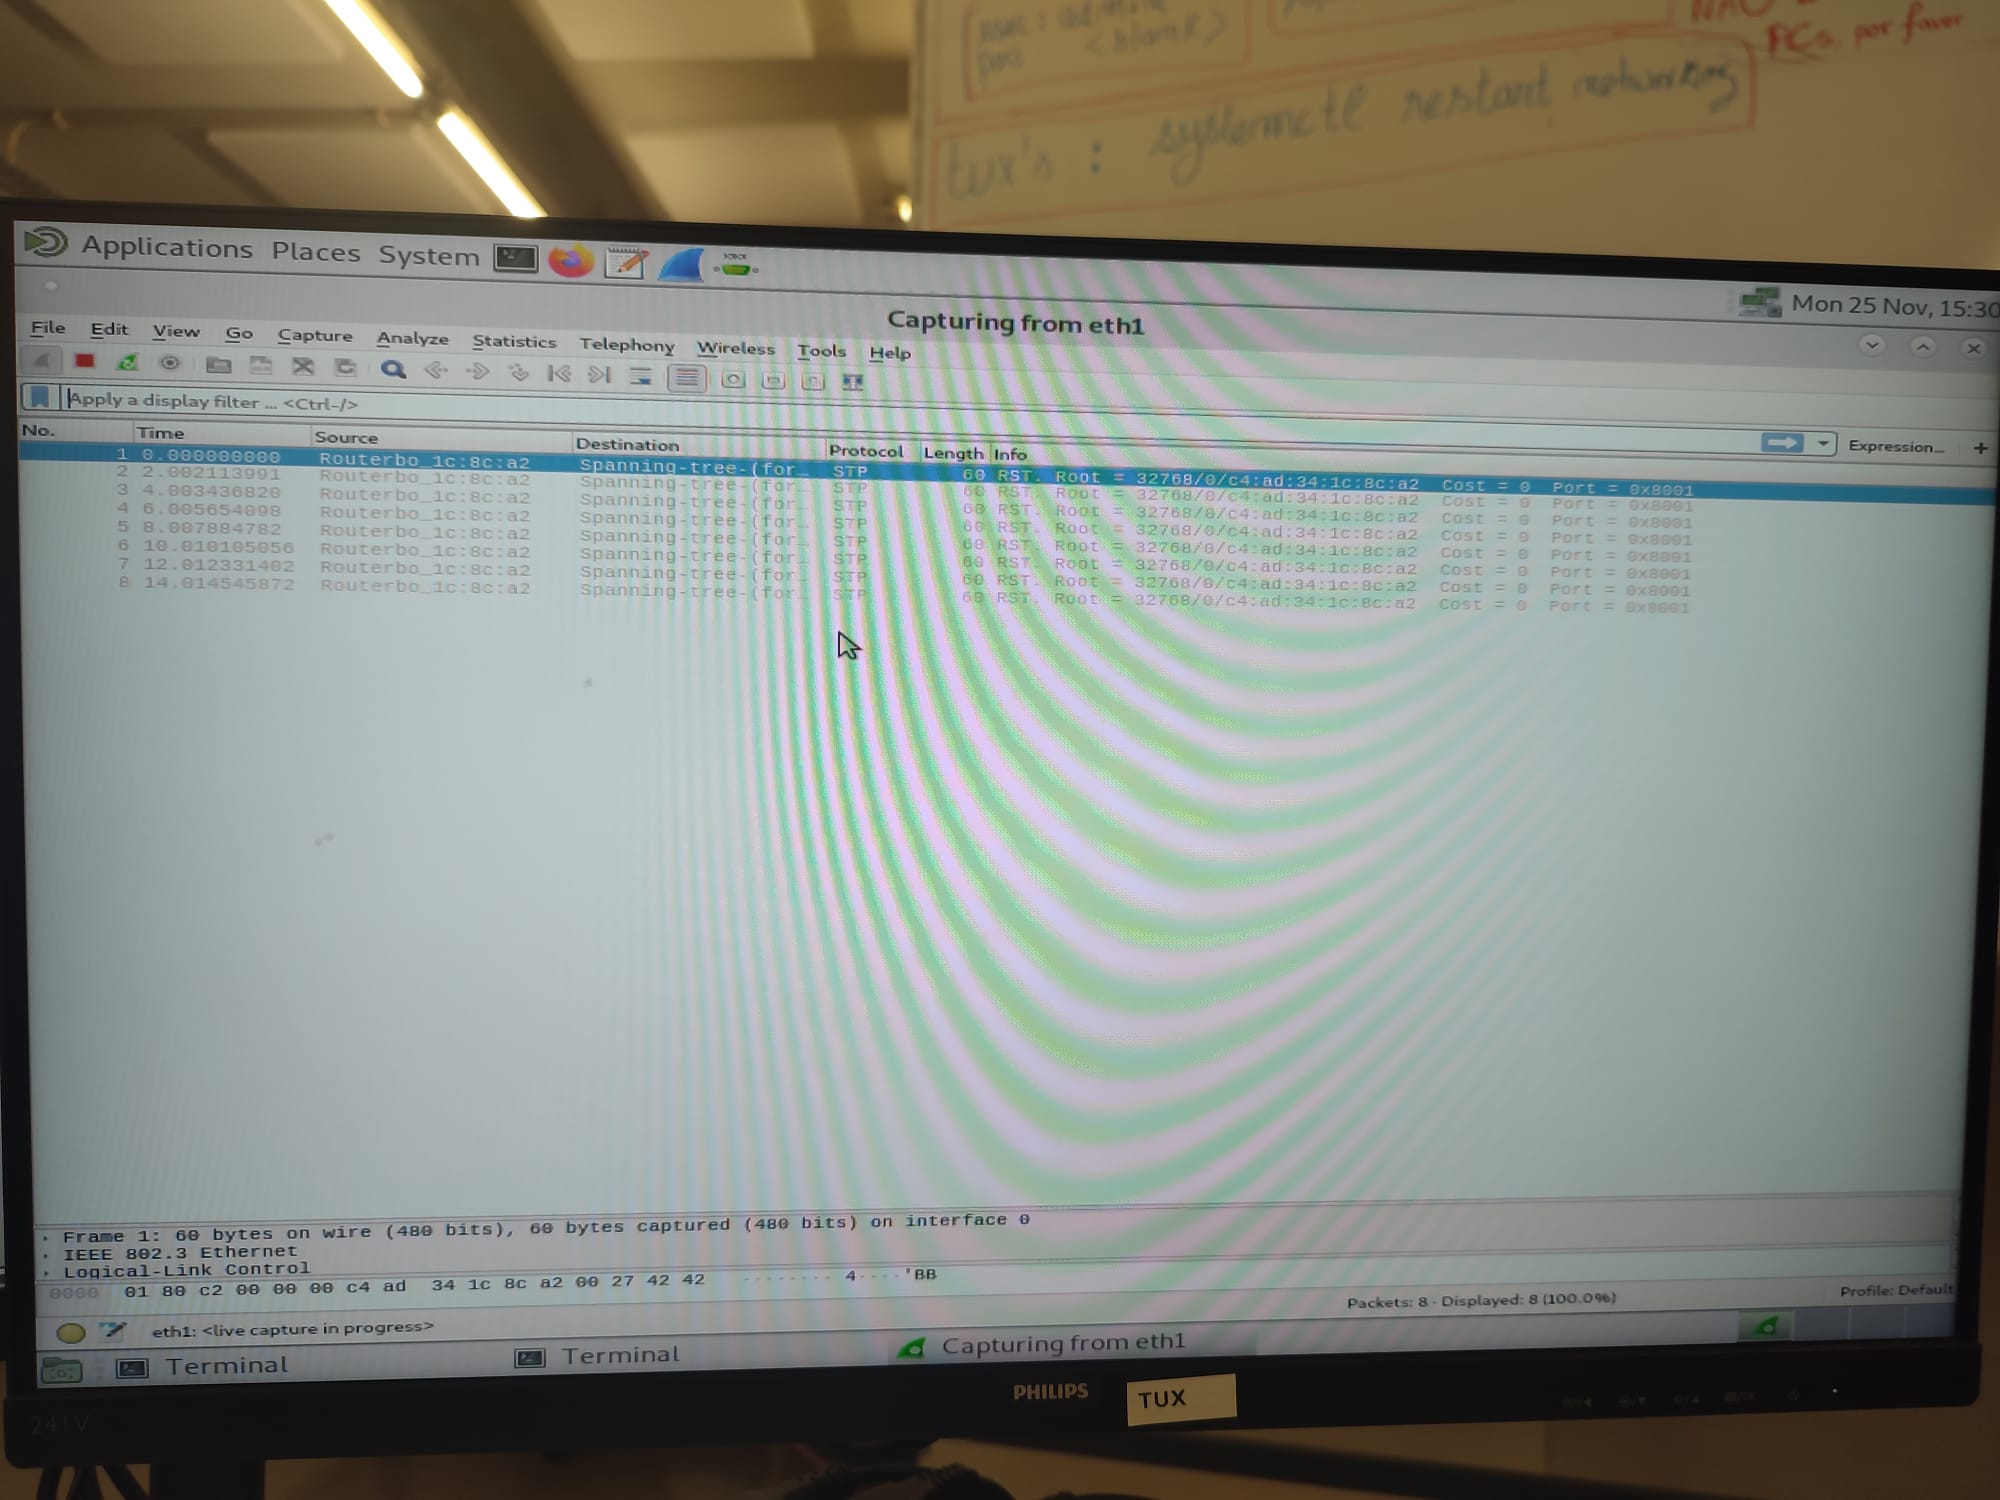 <blank>
PCs, por favor
tux's : systemctl restart networking
Applications Places System
Mon 25 Nov, 15:30
Capturing from eth1
File Edit View Go Capture Analyze Statistics Telephony Wireless Tools Help
Apply a display filter ... <Ctrl-/>
Expression... +
No. Time Source Destination Protocol Length Info
1 0.000000000 Routerbo_1c:8c:a2 Spanning-tree-(for… STP 60 RST. Root = 32768/0/c4:ad:34:1c:8c:a2 Cost = 0 Port = 0x8001
2 2.002113991 Routerbo_1c:8c:a2 Spanning-tree-(for… STP 60 RST. Root = 32768/0/c4:ad:34:1c:8c:a2 Cost = 0 Port = 0x8001
3 4.003436820 Routerbo_1c:8c:a2 Spanning-tree-(for… STP 60 RST. Root = 32768/0/c4:ad:34:1c:8c:a2 Cost = 0 Port = 0x8001
4 6.005654098 Routerbo_1c:8c:a2 Spanning-tree-(for… STP 60 RST. Root = 32768/0/c4:ad:34:1c:8c:a2 Cost = 0 Port = 0x8001
5 8.007884782 Routerbo_1c:8c:a2 Spanning-tree-(for… STP 60 RST. Root = 32768/0/c4:ad:34:1c:8c:a2 Cost = 0 Port = 0x8001
6 10.010105056 Routerbo_1c:8c:a2 Spanning-tree-(for… STP 60 RST. Root = 32768/0/c4:ad:34:1c:8c:a2 Cost = 0 Port = 0x8001
7 12.012331402 Routerbo_1c:8c:a2 Spanning-tree-(for… STP 60 RST. Root = 32768/0/c4:ad:34:1c:8c:a2 Cost = 0 Port = 0x8001
8 14.014545872 Routerbo_1c:8c:a2 Spanning-tree-(for… STP 60 RST. Root = 32768/0/c4:ad:34:1c:8c:a2 Cost = 0 Port = 0x8001
Frame 1: 60 bytes on wire (480 bits), 60 bytes captured (480 bits) on interface 0
IEEE 802.3 Ethernet
Logical-Link Control
0000 01 80 c2 00 00 00 c4 ad 34 1c 8c a2 00 27 42 42 ········ 4····'BB
eth1: <live capture in progress>
Packets: 8 · Displayed: 8 (100.0%)
Profile: Default
Terminal
Terminal
Capturing from eth1
PHILIPS
TUX
241V